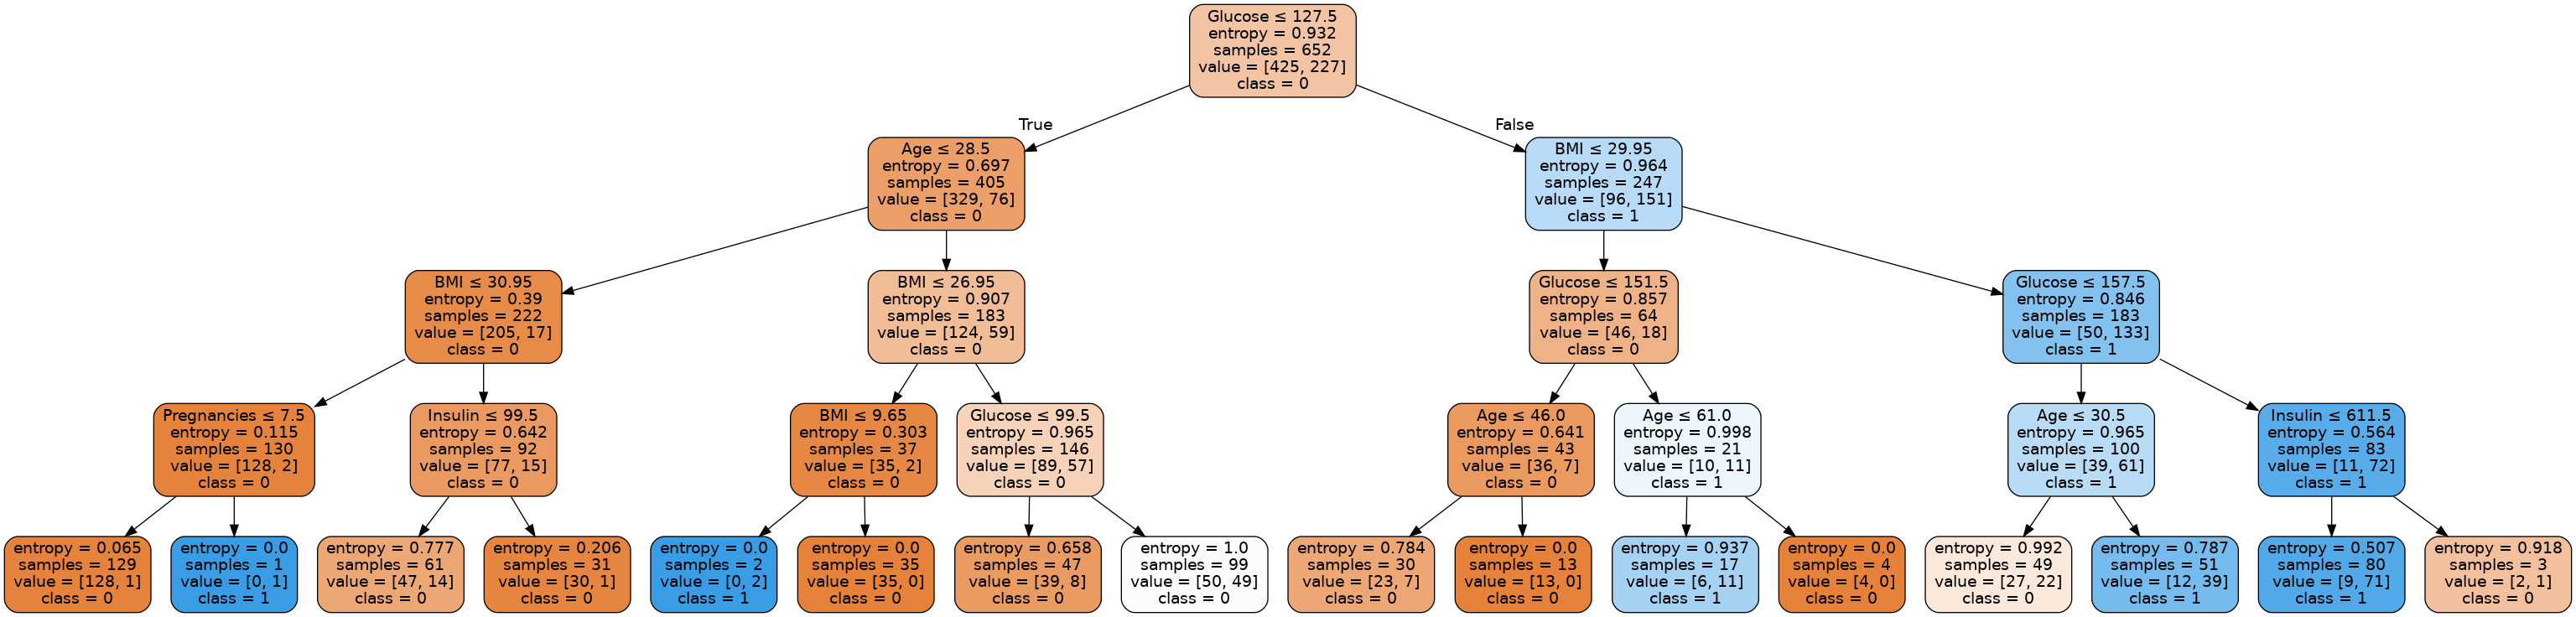 Glucose ≤ 127.5
entropy = 0.932
samples = 652
value = [425, 227]
class = 0
True
False
Age ≤ 28.5
entropy = 0.697
samples = 405
value = [329, 76]
class = 0
BMI ≤ 29.95
entropy = 0.964
samples = 247
value = [96, 151]
class = 1
BMI ≤ 30.95
entropy = 0.39
samples = 222
value = [205, 17]
class = 0
BMI ≤ 26.95
entropy = 0.907
samples = 183
value = [124, 59]
class = 0
Glucose ≤ 151.5
entropy = 0.857
samples = 64
value = [46, 18]
class = 0
Glucose ≤ 157.5
entropy = 0.846
samples = 183
value = [50, 133]
class = 1
Pregnancies ≤ 7.5
entropy = 0.115
samples = 130
value = [128, 2]
class = 0
Insulin ≤ 99.5
entropy = 0.642
samples = 92
value = [77, 15]
class = 0
BMI ≤ 9.65
entropy = 0.303
samples = 37
value = [35, 2]
class = 0
Glucose ≤ 99.5
entropy = 0.965
samples = 146
value = [89, 57]
class = 0
Age ≤ 46.0
entropy = 0.641
samples = 43
value = [36, 7]
class = 0
Age ≤ 61.0
entropy = 0.998
samples = 21
value = [10, 11]
class = 1
Age ≤ 30.5
entropy = 0.965
samples = 100
value = [39, 61]
class = 1
Insulin ≤ 611.5
entropy = 0.564
samples = 83
value = [11, 72]
class = 1
entropy = 0.065
samples = 129
value = [128, 1]
class = 0
entropy = 0.0
samples = 1
value = [0, 1]
class = 1
entropy = 0.777
samples = 61
value = [47, 14]
class = 0
entropy = 0.206
samples = 31
value = [30, 1]
class = 0
entropy = 0.0
samples = 2
value = [0, 2]
class = 1
entropy = 0.0
samples = 35
value = [35, 0]
class = 0
entropy = 0.658
samples = 47
value = [39, 8]
class = 0
entropy = 1.0
samples = 99
value = [50, 49]
class = 0
entropy = 0.784
samples = 30
value = [23, 7]
class = 0
entropy = 0.0
samples = 13
value = [13, 0]
class = 0
entropy = 0.937
samples = 17
value = [6, 11]
class = 1
entropy = 0.0
samples = 4
value = [4, 0]
class = 0
entropy = 0.992
samples = 49
value = [27, 22]
class = 0
entropy = 0.787
samples = 51
value = [12, 39]
class = 1
entropy = 0.507
samples = 80
value = [9, 71]
class = 1
entropy = 0.918
samples = 3
value = [2, 1]
class = 0